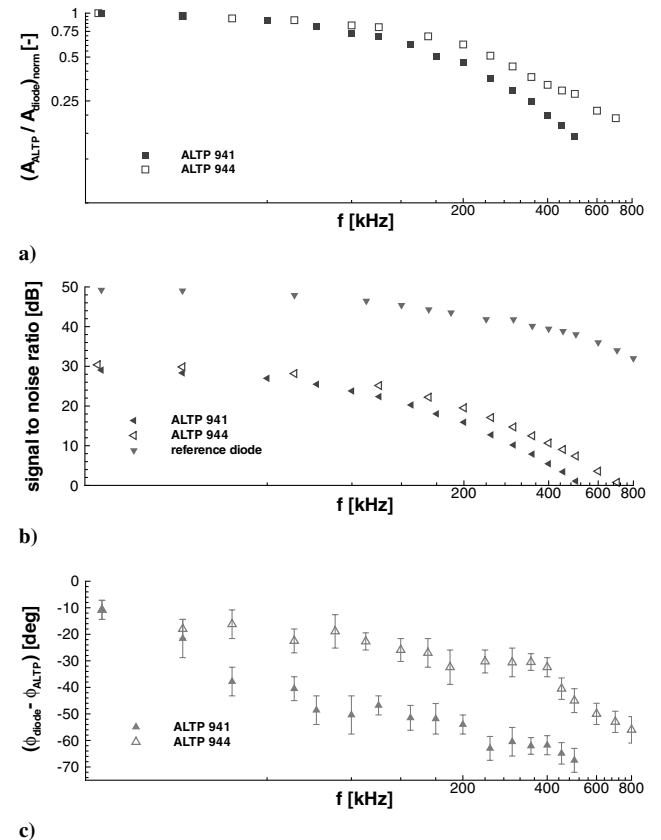 1
0.75
0.5
0.25
(A_ALTP / A_diode)_norm [-]
ALTP 941
ALTP 944
200 400 600 800
f [kHz]
a)
50
40
30
20
10
0
signal to noise ratio [dB]
ALTP 941
ALTP 944
reference diode
200 400 600 800
f [kHz]
b)
0
-10
-20
-30
-40
-50
-60
-70
(ϕ_diode - ϕ_ALTP) [deg]
ALTP 941
ALTP 944
200 400 600 800
f [kHz]
c)